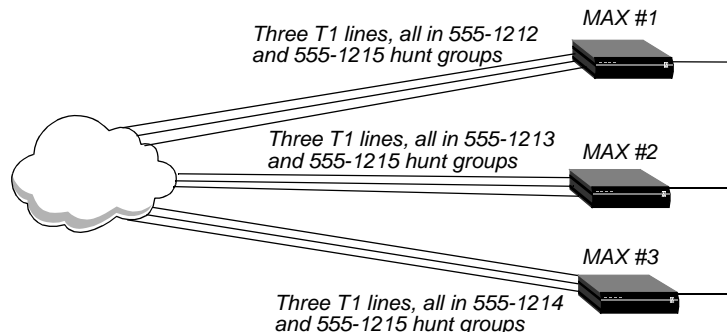 Three T1 lines, all in 555-1212
and 555-1215 hunt groups
MAX #1
Three T1 lines, all in 555-1213
and 555-1215 hunt groups
MAX #2
MAX #3
Three T1 lines, all in 555-1214
and 555-1215 hunt groups